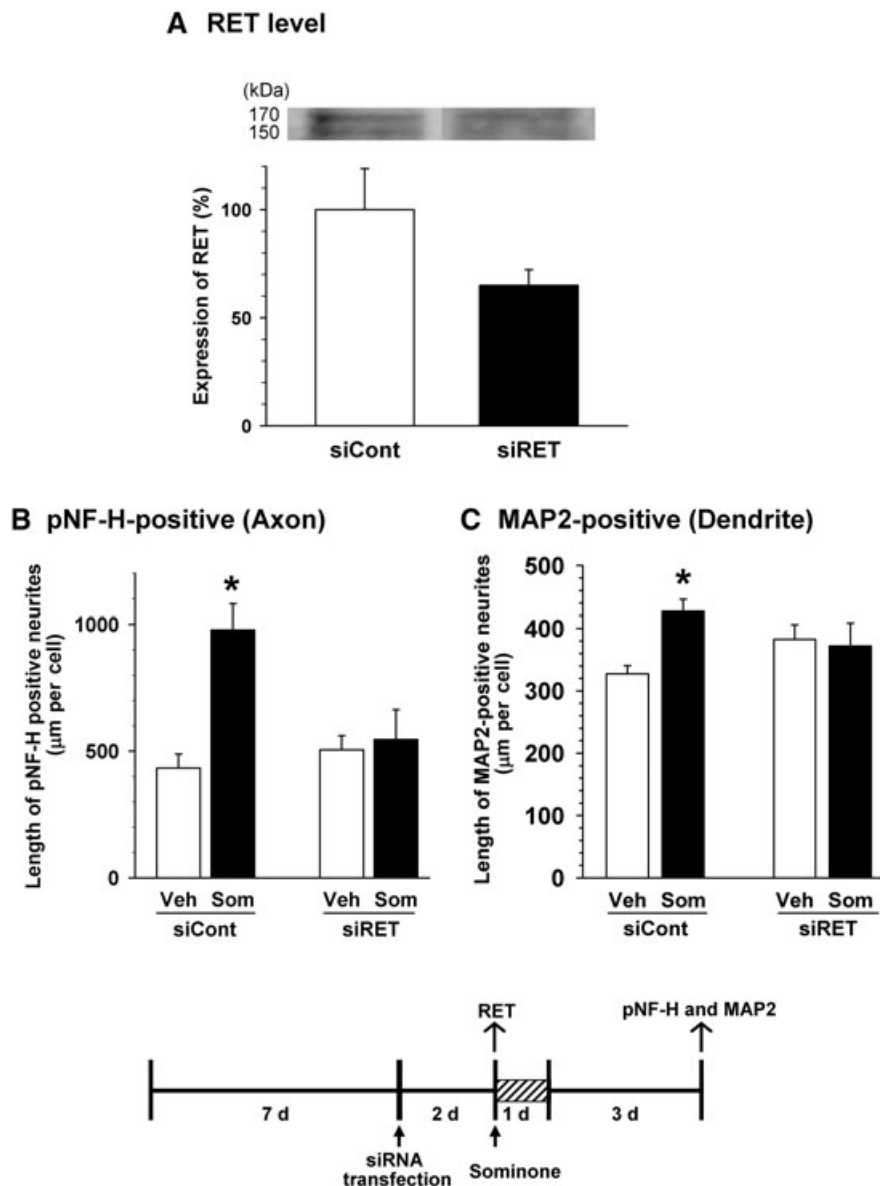 A RET level
(kDa)
170
150
Expression of RET (%)
100
50
0
siCont siRET
B pNF-H-positive (Axon)
Length of pNF-H positive neurites
(μm per cell)
1000
500
0
*
Veh Som Veh Som
siCont siRET
C MAP2-positive (Dendrite)
Length of MAP2-positive neurites
(μm per cell)
500
400
300
200
100
0
*
Veh Som Veh Som
siCont siRET
RET pNF-H and MAP2
7 d 2 d 1 d 3 d
siRNA
transfection
Sominone